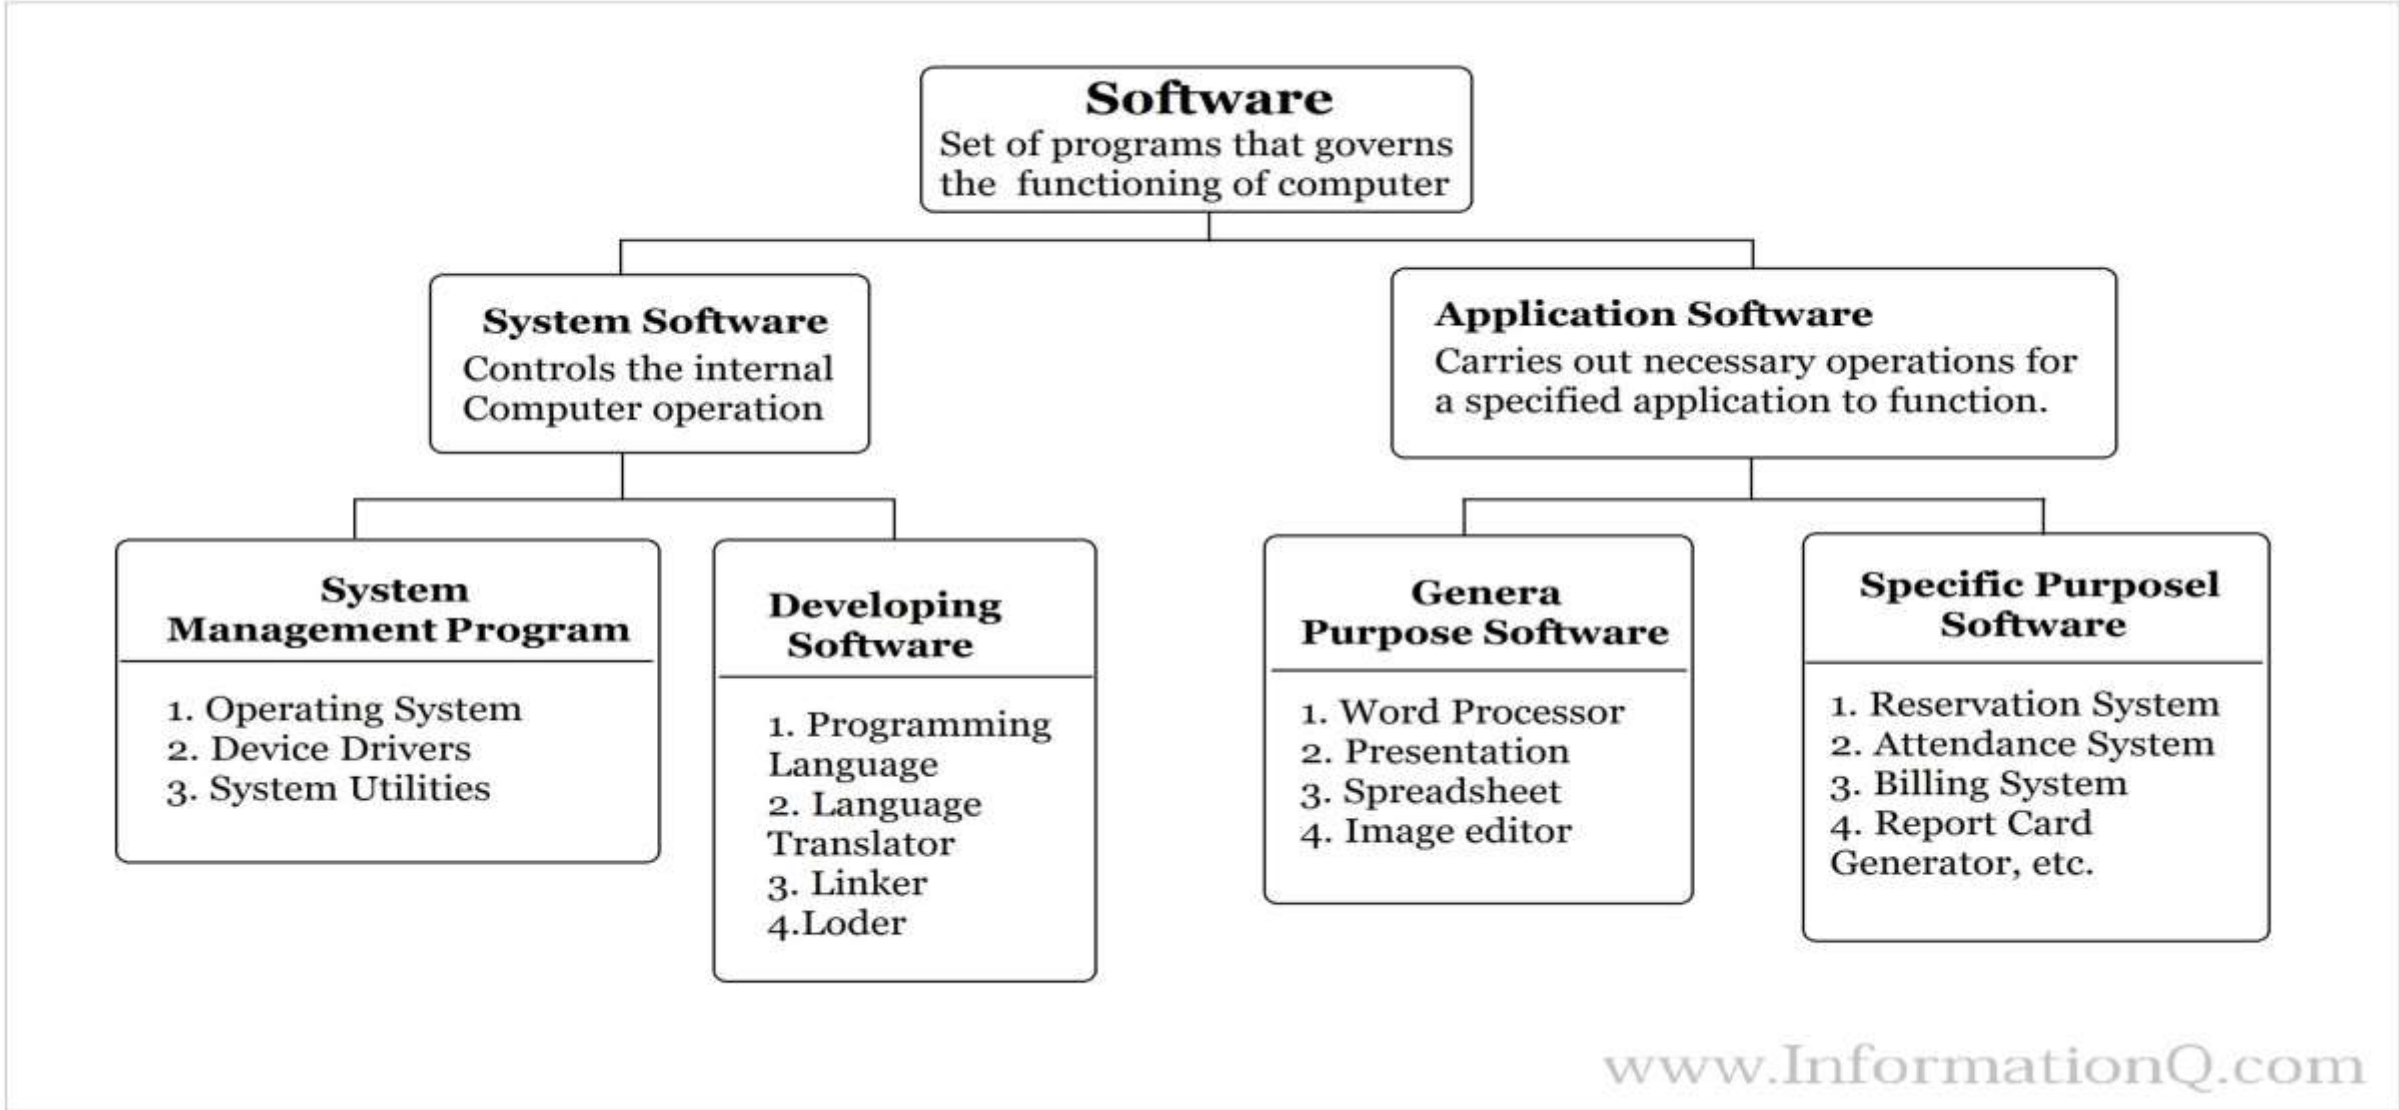 Software
Set of programs that governs
the functioning of computer
System Software
Controls the internal
Computer operation
Application Software
Carries out necessary operations for
a specified application to function.
System
Management Program
1. Operating System
2. Device Drivers
3. System Utilities
Developing
Software
1. Programming
Language
2. Language
Translator
3. Linker
4.Loder
Genera
Purpose Software
1. Word Processor
2. Presentation
3. Spreadsheet
4. Image editor
Specific Purposel
Software
1. Reservation System
2. Attendance System
3. Billing System
4. Report Card
Generator, etc.
www.InformationQ.com